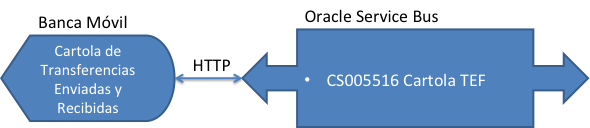 Banca Móvil
Oracle Service Bus
Cartola de
Transferencias
Enviadas y
Recibidas
HTTP
• CS005516 Cartola TEF